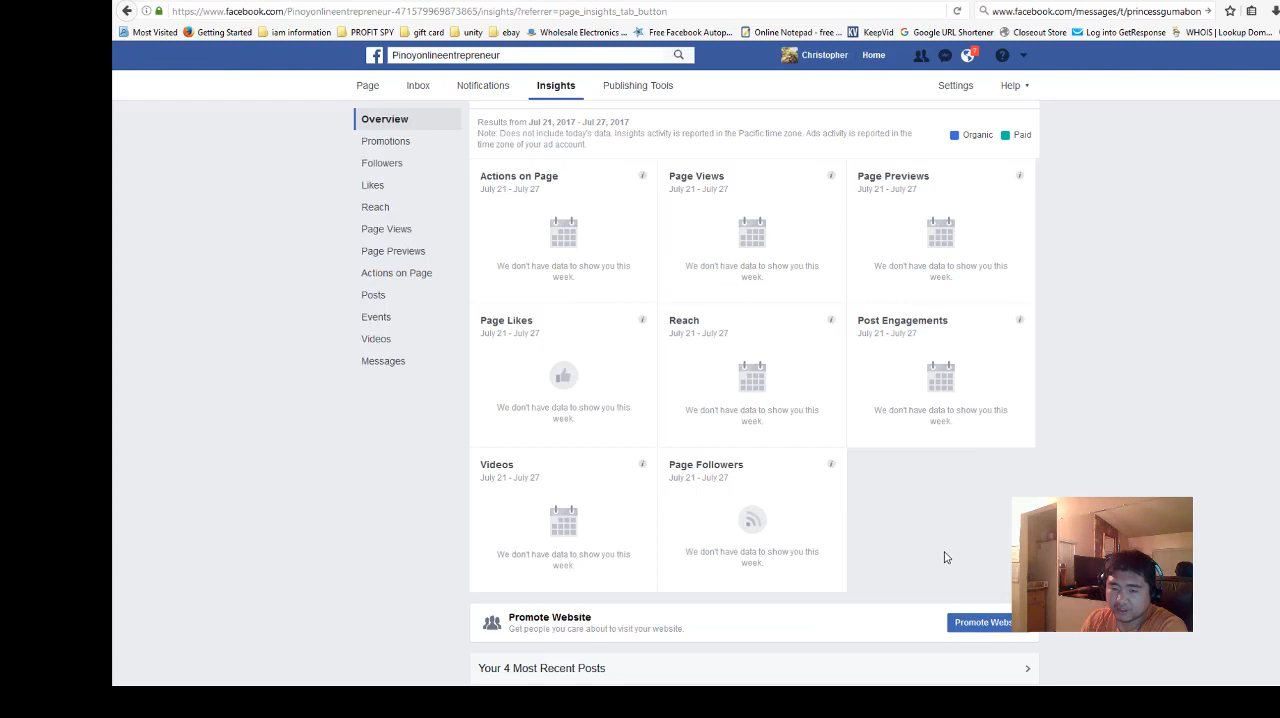 https://www.facebook.com/Pinoyonlineentrepreneur-471579969873865/insights/?referrer=page_insights_tab_button
www.facebook.com/messages/t/princessgumabon
Most Visited Getting Started iam information PROFIT SPY gift card unity ebay Wholesale Electronics ... Free Facebook Autop... Online Notepad - free ... KeepVid Google URL Shortener Closeout Store Log into GetResponse WHOIS | Lookup Dom...
Pinoyonlineentrepreneur
Christopher Home 7
Page Inbox Notifications Insights Publishing Tools Settings Help
Overview
Promotions
Followers
Likes
Reach
Page Views
Page Previews
Actions on Page
Posts
Events
Videos
Messages
Results from Jul 21, 2017 - Jul 27, 2017
Note: Does not include today's data. Insights activity is reported in the Pacific time zone. Ads activity is reported in the
time zone of your ad account.
Organic Paid
Actions on Page
July 21 - July 27
We don't have data to show you this
week.
Page Views
July 21 - July 27
We don't have data to show you this
week.
Page Previews
July 21 - July 27
We don't have data to show you this
week.
Page Likes
July 21 - July 27
We don't have data to show you this
week.
Reach
July 21 - July 27
We don't have data to show you this
week.
Post Engagements
July 21 - July 27
We don't have data to show you this
week.
Videos
July 21 - July 27
We don't have data to show you this
week.
Page Followers
July 21 - July 27
We don't have data to show you this
week.
Promote Website
Get people you care about to visit your website.
Promote Webs
Your 4 Most Recent Posts